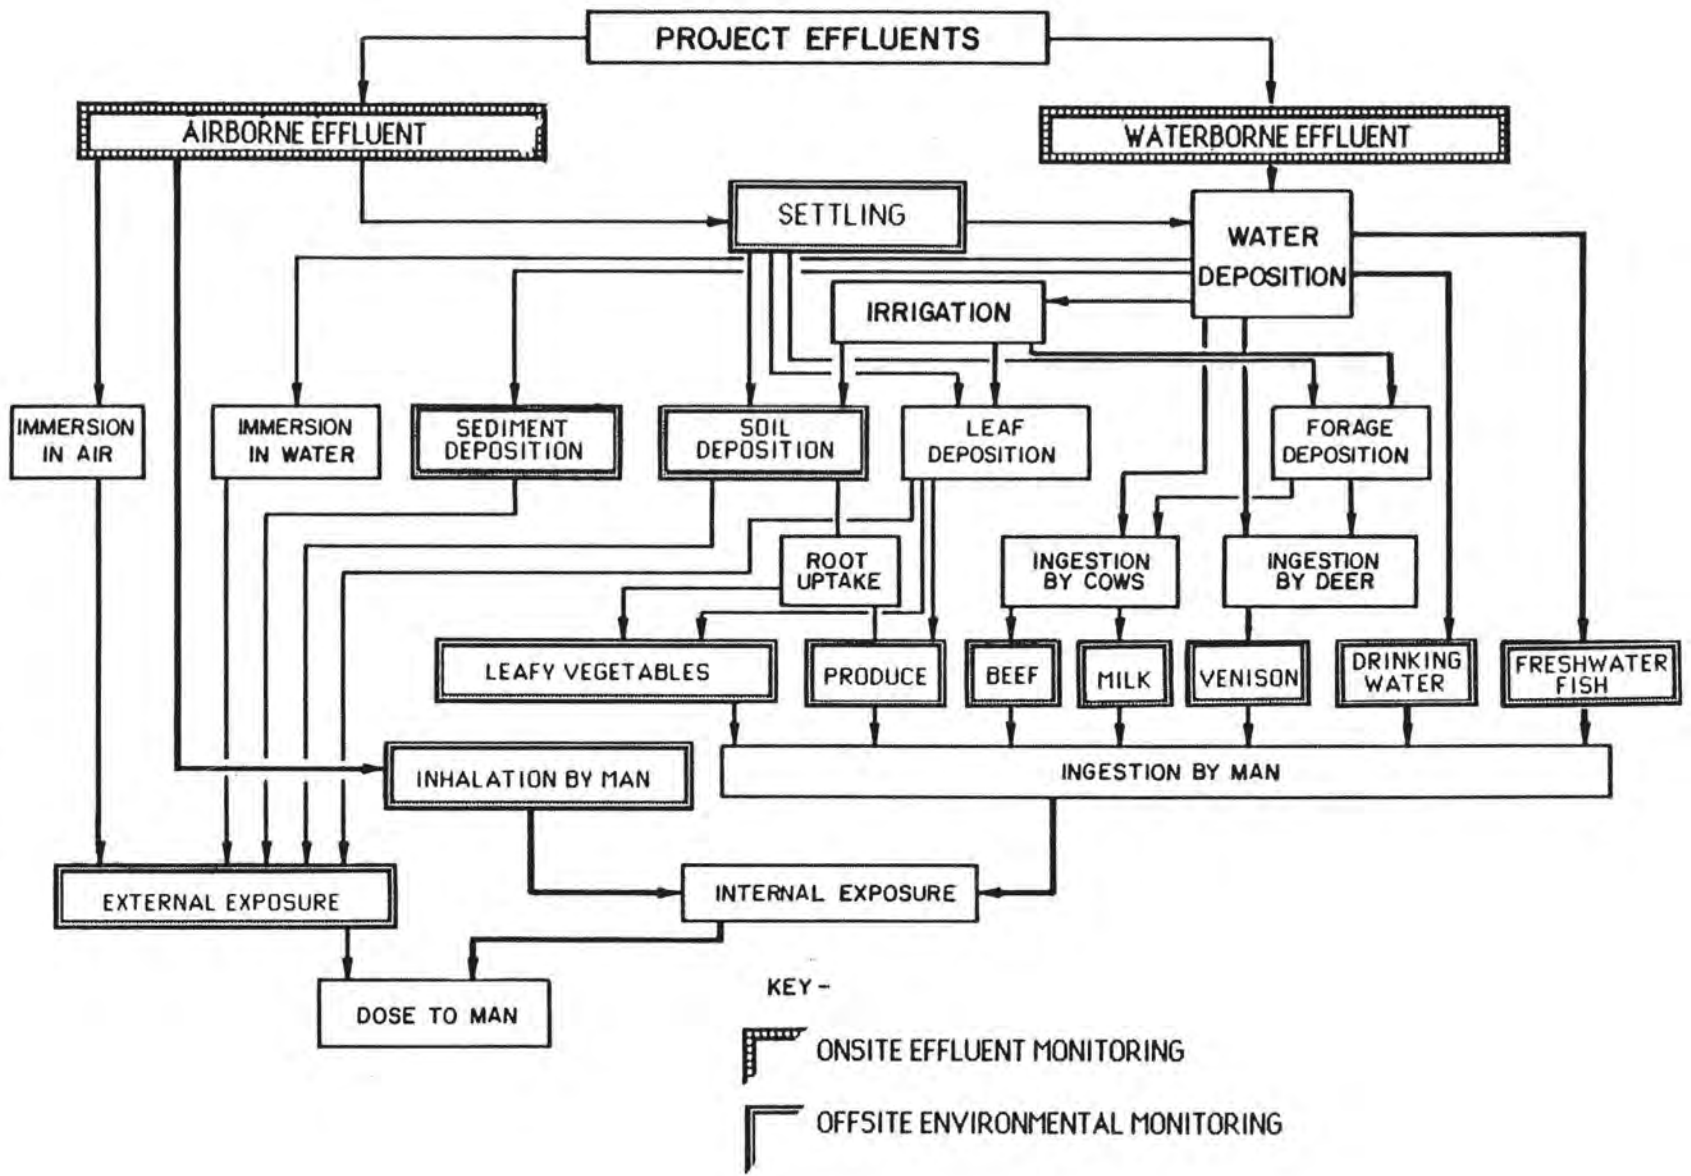 PROJECT EFFLUENTS
AIRBORNE EFFLUENT
WATERBORNE EFFLUENT
SETTLING
WATER
DEPOSITION
IRRIGATION
IMMERSION
IN AIR
IMMERSION
IN WATER
SEDIMENT
DEPOSITION
SOIL
DEPOSITION
LEAF
DEPOSITION
FORAGE
DEPOSITION
ROOT
UPTAKE
INGESTION
BY COWS
INGESTION
BY DEER
LEAFY VEGETABLES
PRODUCE
BEEF
MILK
VENISON
DRINKING
WATER
FRESHWATER
FISH
INHALATION BY MAN
INGESTION BY MAN
EXTERNAL EXPOSURE
INTERNAL EXPOSURE
DOSE TO MAN
KEY -
ONSITE EFFLUENT MONITORING
OFFSITE ENVIRONMENTAL MONITORING